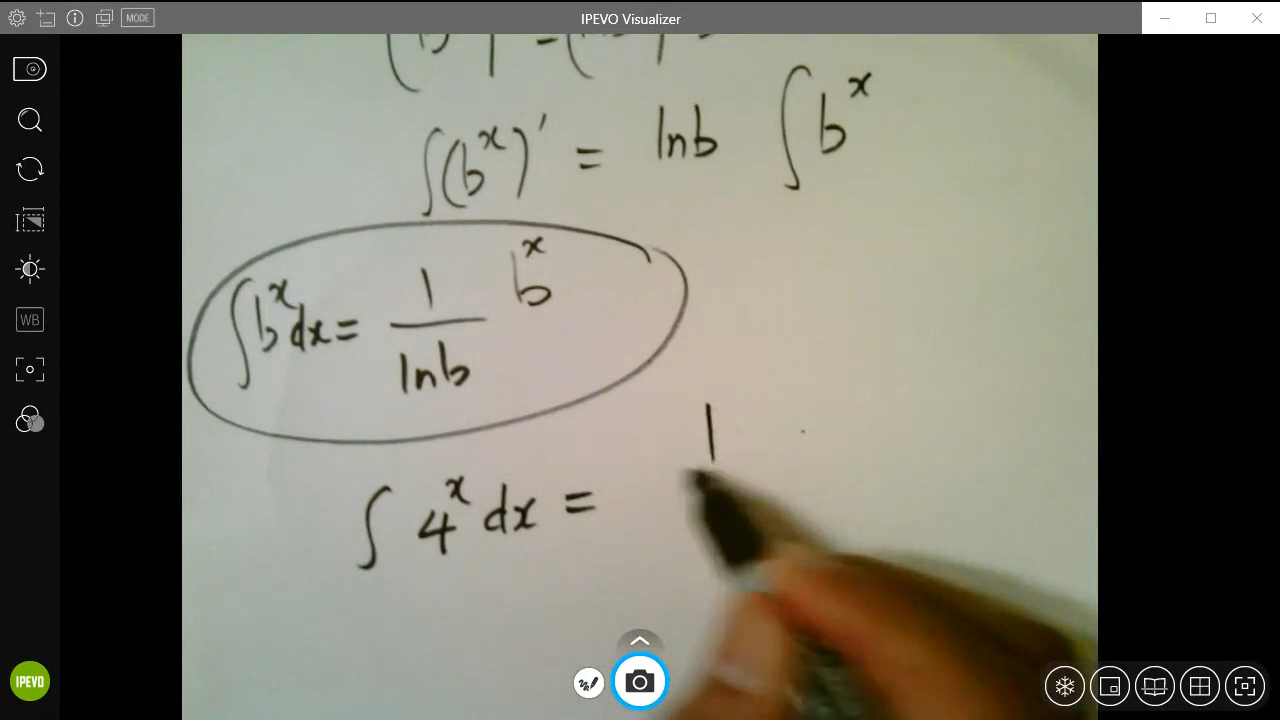 MODE
IPEVO Visualizer
∫(b^x)' = lnb ∫b^x
∫b^x dx = 1/lnb b^x
WB
∫ 4^x dx = 1
IPEVO